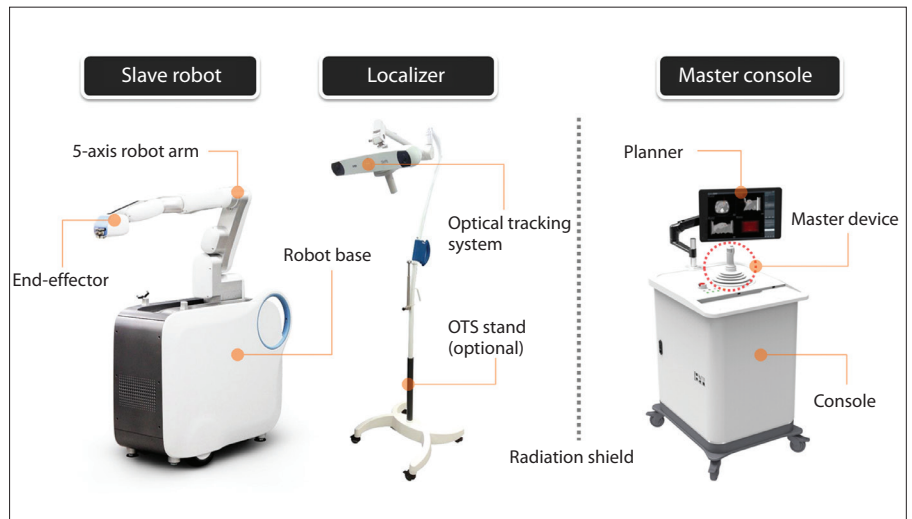 Slave robot
Localizer
Master console
5-axis robot arm
End-effector
Robot base
Optical tracking
system
OTS stand
(optional)
Radiation shield
Planner
Master device
Console